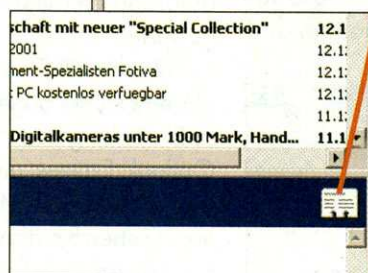 schaft mit neuer "Special Collection" 12.1
2001 12.1
ment-Spezialisten Fotiva 12.1
PC kostenlos verfuegbar 12.1
11.1
Digitalkameras unter 1000 Mark, Hand... 11.1